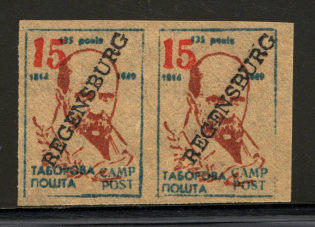 135 років
15
1814 1949
REGENSBURG
ТАБОРОВА CAMP
ПОШТА POST
135 років
15
1814 1949
REGENSBURG
ТАБОРОВА CAMP
ПОШТА POST